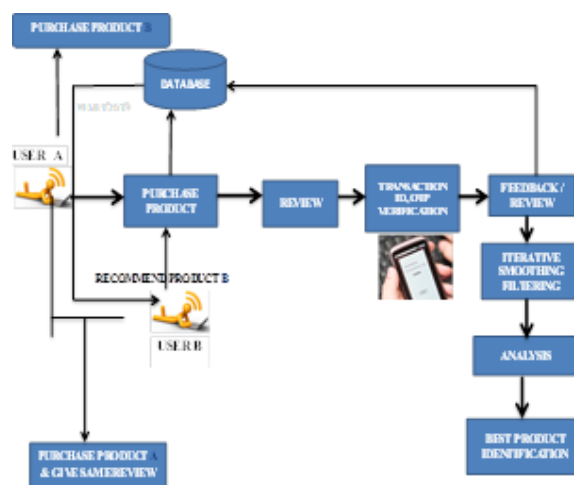 PURCHASE PRODUCT B
DATABASE
USER A
PURCHASE
PRODUCT
REVIEW
TRANSACTION
ID, OTP
VERIFICATION
FEEDBACK /
REVIEW
RECOMMEND PRODUCT B
USER B
ITERATIVE
SMOOTHING
FILTERING
ANALYSIS
BEST PRODUCT
IDENTIFICATION
PURCHASE PRODUCT A
& GIVE SAME REVIEW